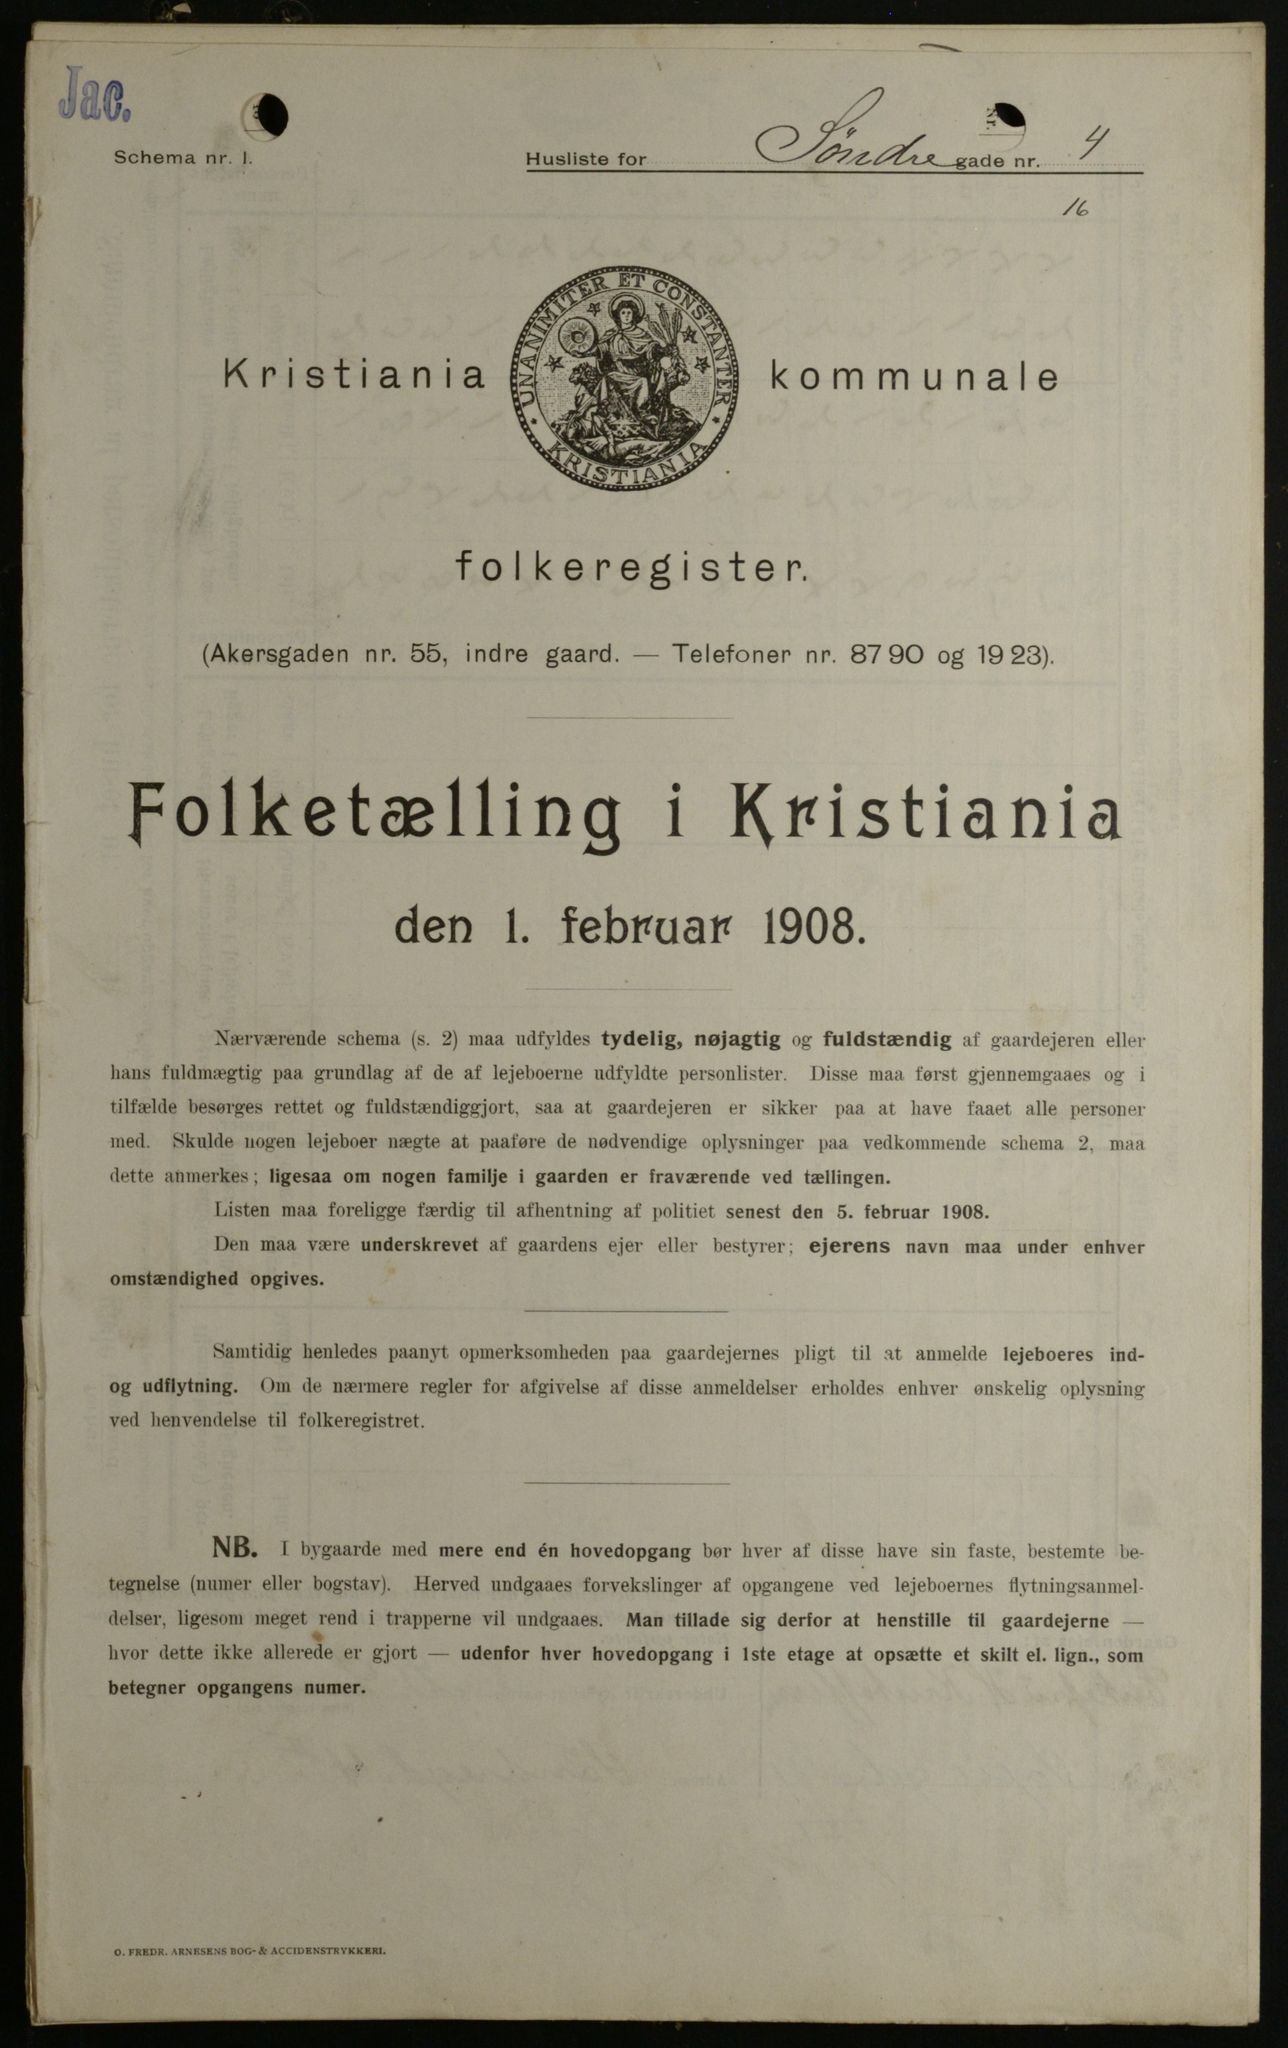 Jac.
Schema nr. 1.
Husliste for Søndre gade nr. 4
16
UNANIMITER ET CONSTANTER
KRISTIANIA
Kristiania kommunale
folkeregister.
(Akersgaden nr. 55, indre gaard. — Telefoner nr. 87 90 og 19 23).
Folketælling i Kristiania
den 1. februar 1908.
Nærværende schema (s. 2) maa udfyldes tydelig, nøjagtig og fuldstændig af gaardejeren eller
hans fuldmægtig paa grundlag af de af lejeboerne udfyldte personlister. Disse maa først gjennemgaaes og i
tilfælde besørges rettet og fuldstændiggjort, saa at gaardejeren er sikker paa at have faaet alle personer
med. Skulde nogen lejeboer nægte at paaføre de nødvendige oplysninger paa vedkommende schema 2, maa
dette anmerkes; ligesaa om nogen familje i gaarden er fraværende ved tællingen.
Listen maa foreligge færdig til afhentning af politiet senest den 5. februar 1908.
Den maa være underskrevet af gaardens ejer eller bestyrer; ejerens navn maa under enhver
omstændighed opgives.
Samtidig henledes paanyt opmerksomheden paa gaardejernes pligt til at anmelde lejeboeres ind-
og udflytning. Om de nærmere regler for afgivelse af disse anmeldelser erholdes enhver ønskelig oplysning
ved henvendelse til folkeregistret.
NB. I bygaarde med mere end én hovedopgang bør hver af disse have sin faste, bestemte be-
tegnelse (numer eller bogstav). Herved undgaaes forvekslinger af opgangene ved lejeboernes flytningsanmel-
delser, ligesom meget rend i trapperne vil undgaaes. Man tillade sig derfor at henstille til gaardejerne —
hvor dette ikke allerede er gjort — udenfor hver hovedopgang i 1ste etage at opsætte et skilt el. lign., som
betegner opgangens numer.
O. FREDR. ARNESENS BOG- & ACCIDENSTRYKKERI.